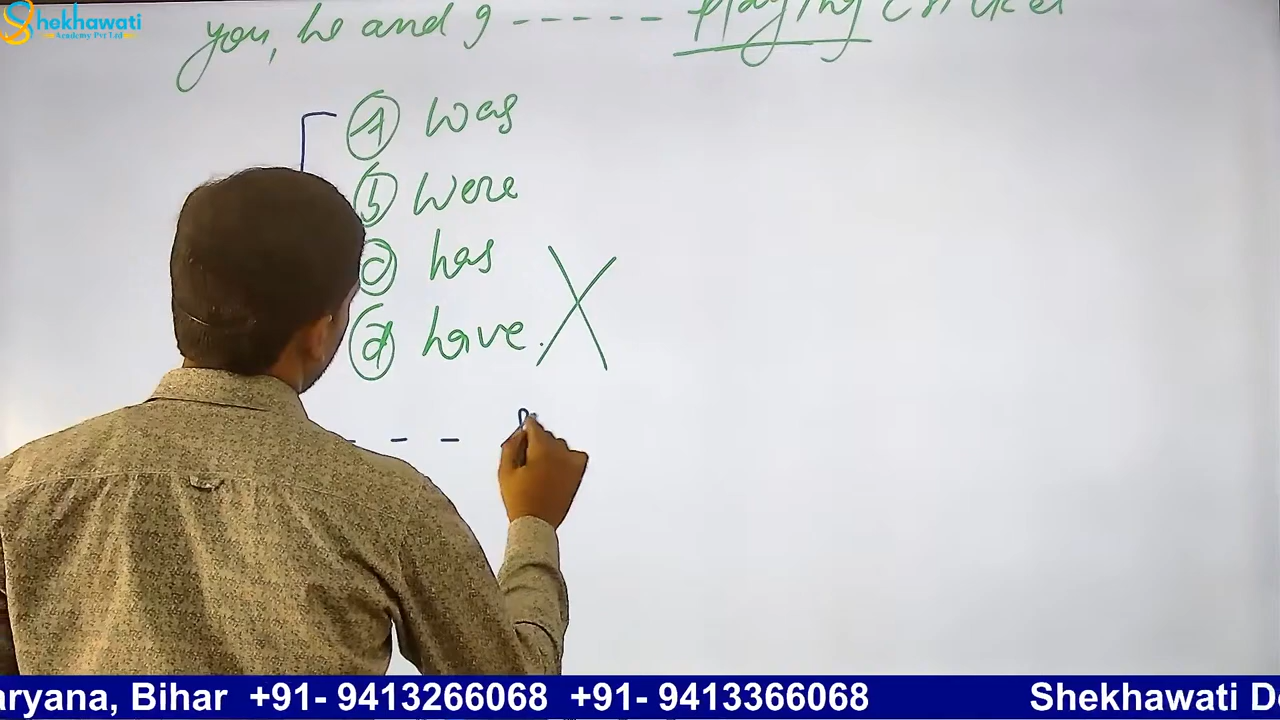 Shekhawati
Academy Pvt Ltd
you, he and I ----- playing cricket
(A) was
(b) were
(c) has
(d) have.
- - -
aryana, Bihar +91- 9413266068 +91- 9413366068 Shekhawati D